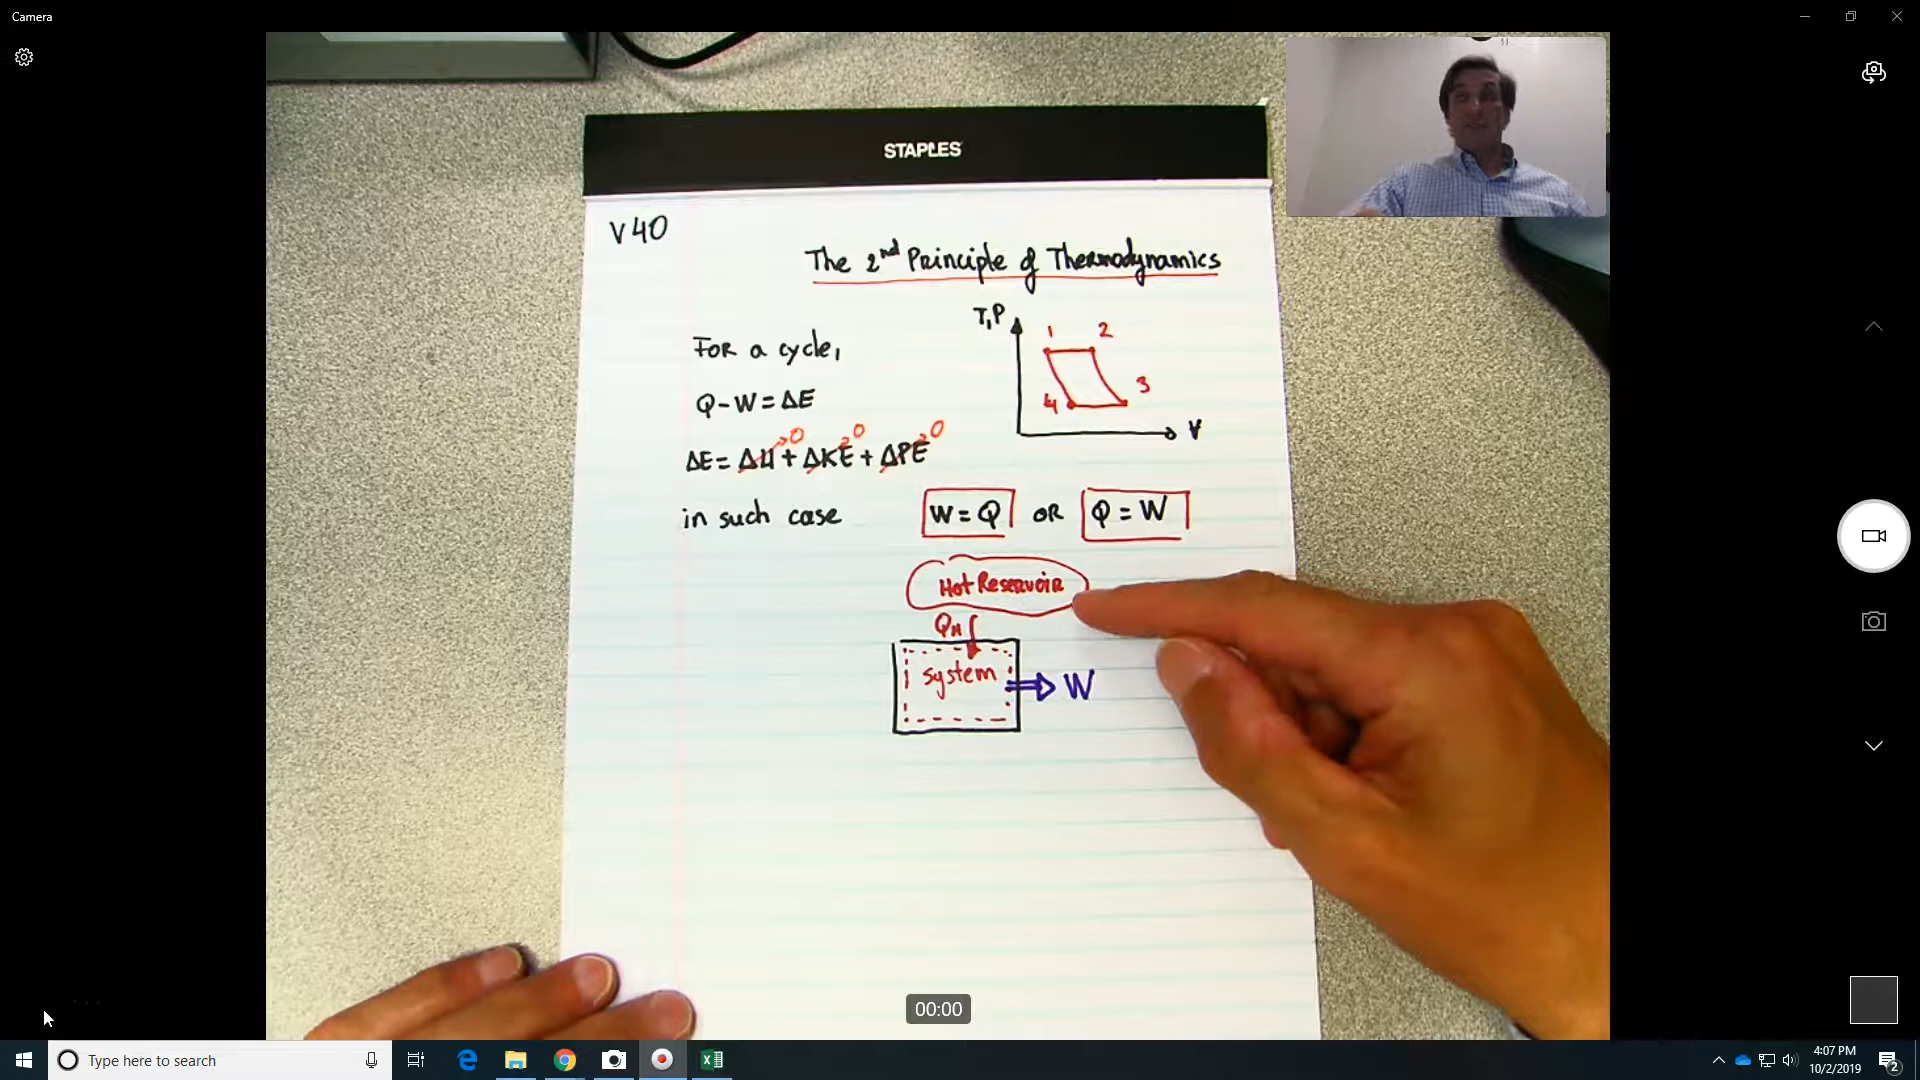 Camera
STAPLES
V40
The 2nd Principle of Thermodynamics
T,P
1 2
3
4
V
For a cycle,
Q-W=ΔE
ΔE= ΔU→0 + ΔKE→0 + ΔPE→0
in such case W=Q OR Q=W
Hot Reservoir
QH
system
W
00:00
Type here to search
4:07 PM
10/2/2019
2